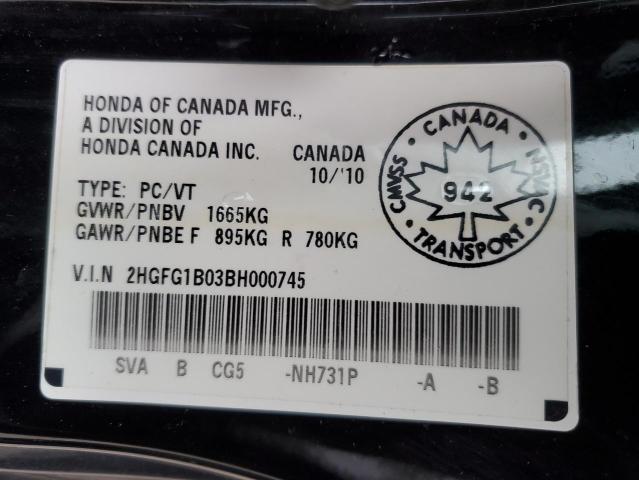 HONDA OF CANADA MFG.,
A DIVISION OF
HONDA CANADA INC. CANADA
10/'10
TYPE: PC/VT
GVWR/PNBV 1665KG
GAWR/PNBE F 895KG R 780KG
V.I.N 2HGFG1B03BH000745
SVA B CG5 -NH731P -A -B
CANADA
CMVSS 942 NSVAC
TRANSPORT